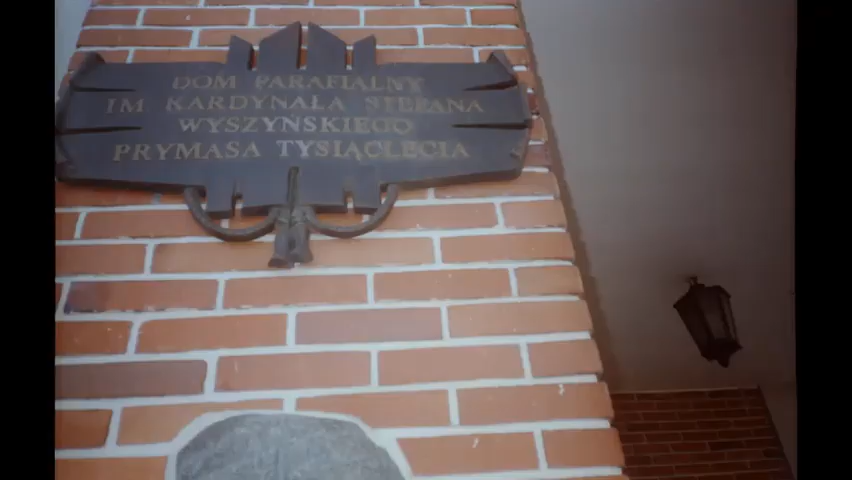 DOM PARAFIALNY
IM KARDYNAŁA STEFANA
WYSZYŃSKIEGO
PRYMASA TYSIĄCLECIA